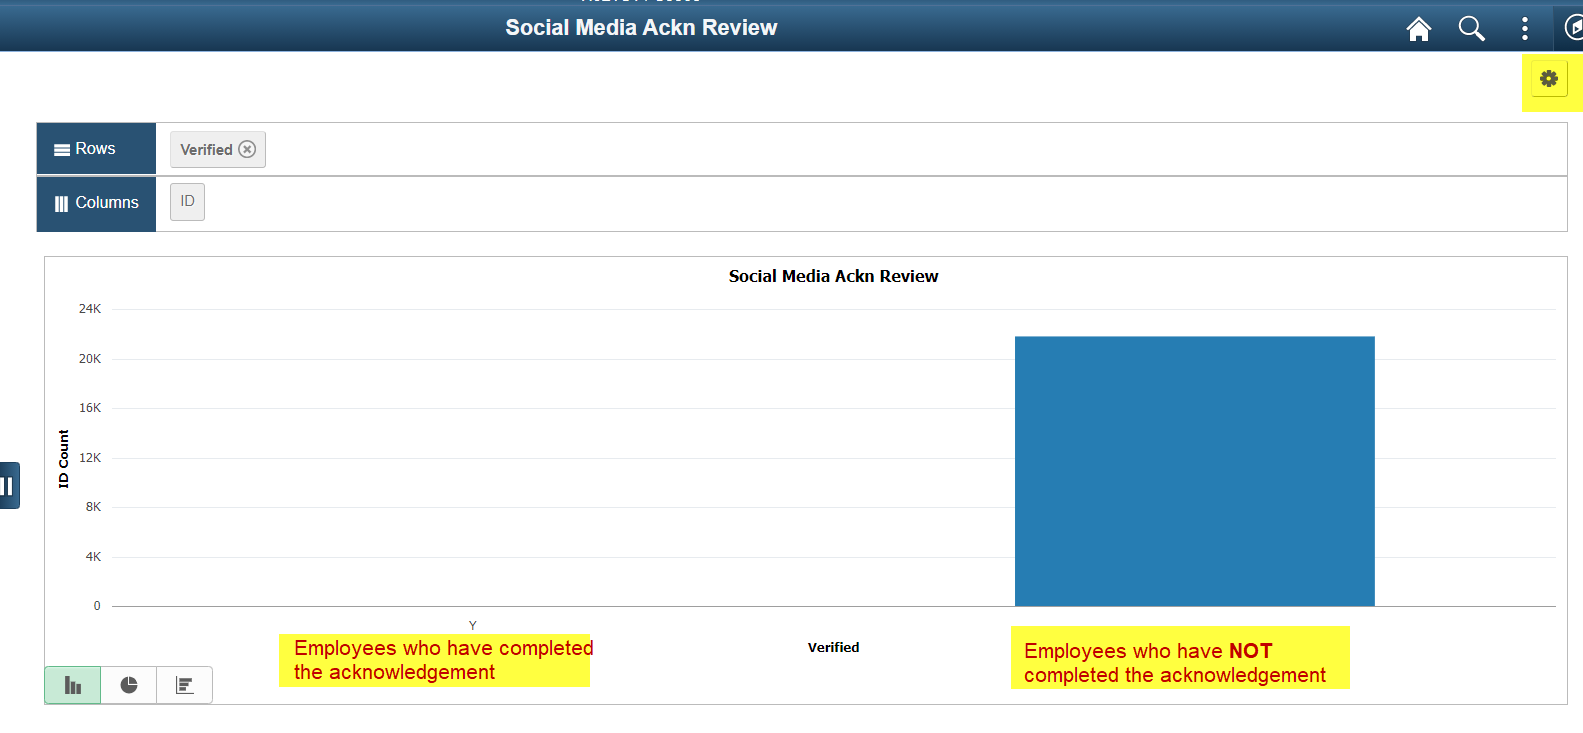 Social Media Ackn Review
Rows
Verified
Columns
ID
Social Media Ackn Review
24K
20K
16K
12K
8K
4K
0
ID Count
Y
Verified
Employees who have completed
the acknowledgement
Employees who have NOT
completed the acknowledgement